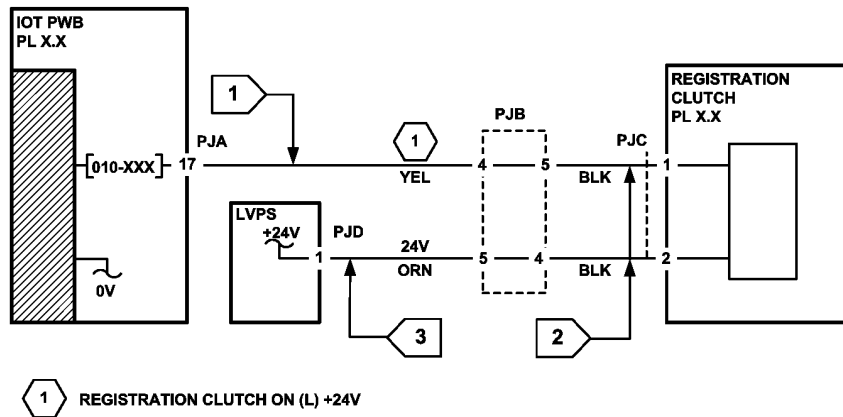 IOT PWB
PL X.X
1
REGISTRATION
CLUTCH
PL X.X
PJB
PJA
1
PJC
[010-XXX]
17
4
5
1
YEL
BLK
LVPS
+24V
PJD
24V
1
5
4
2
ORN
BLK
0V
3
2
1 REGISTRATION CLUTCH ON (L) +24V